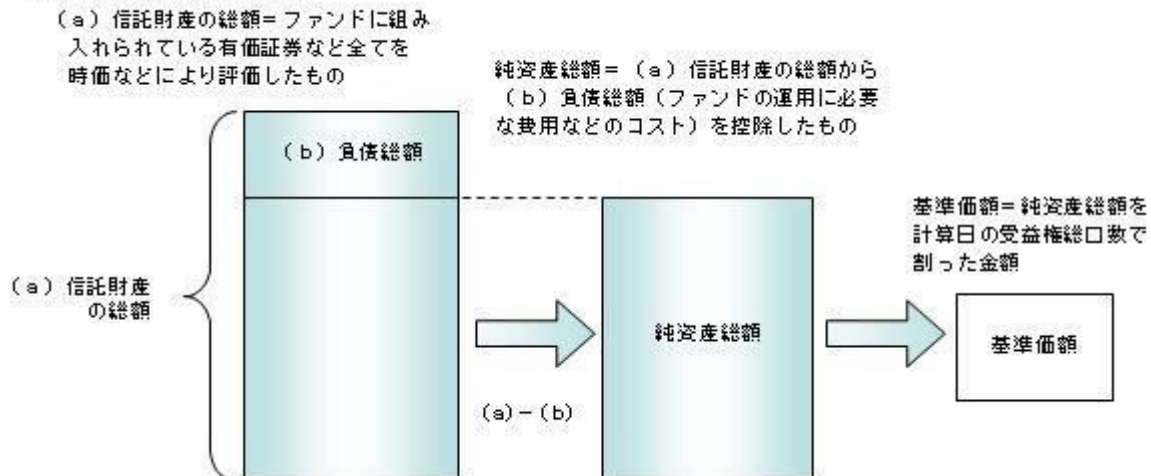 (a)信託財産の総額=ファンドに組み
入れられている有価証券など全てを
時価などにより評価したもの
純資産総額=(a)信託財産の総額から
(b)負債総額(ファンドの運用に必要
な費用などのコスト)を控除したもの
(b)負債総額
基準価額=純資産総額を
計算日の受益権総口数で
割った金額
(a)信託財産
の総額
純資産総額
基準価額
(a)-(b)